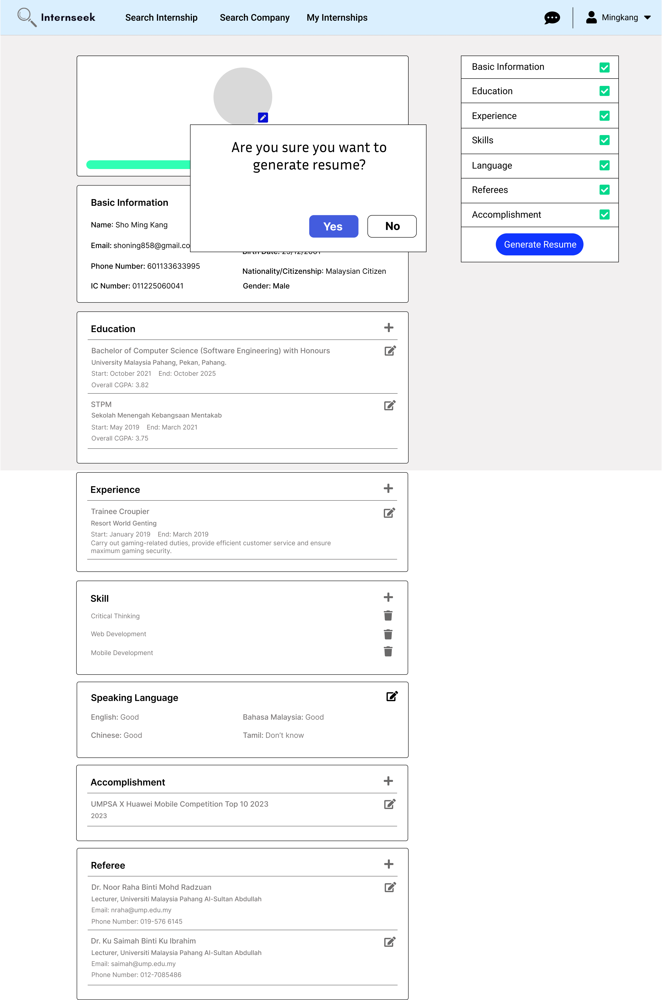 Internseek
Search Internship
Search Company
My Internships
Mingkang
Are you sure you want to
generate resume?
Yes
No
Basic Information
Education
Experience
Skills
Language
Referees
Accomplishment
Generate Resume
Basic Information
Name: Sho Ming Kang
Email: shoning858@gmail.co
Phone Number: 601133633995
IC Number: 011225060041
Birth Date: 25/12/2001
Nationality/Citizenship: Malaysian Citizen
Gender: Male
Education
Bachelor of Computer Science (Software Engineering) with Honours
University Malaysia Pahang, Pekan, Pahang.
Start: October 2021 End: October 2025
Overall CGPA: 3.82
STPM
Sekolah Menengah Kebangsaan Mentakab
Start: May 2019 End: March 2021
Overall CGPA: 3.75
Experience
Trainee Croupier
Resort World Genting
Start: January 2019 End: March 2019
Carry out gaming-related duties, provide efficient customer service and ensure
maximum gaming security.
Skill
Critical Thinking
Web Development
Mobile Development
Speaking Language
English: Good
Bahasa Malaysia: Good
Chinese: Good
Tamil: Don’t know
Accomplishment
UMPSA X Huawei Mobile Competition Top 10 2023
2023
Referee
Dr. Noor Raha Binti Mohd Radzuan
Lecturer, Universiti Malaysia Pahang Al-Sultan Abdullah
Email: nraha@ump.edu.my
Phone Number: 019-576 6145
Dr. Ku Saimah Binti Ku Ibrahim
Lecturer, Universiti Malaysia Pahang Al-Sultan Abdullah
Email: saimah@ump.edu.my
Phone Number: 012-7085486